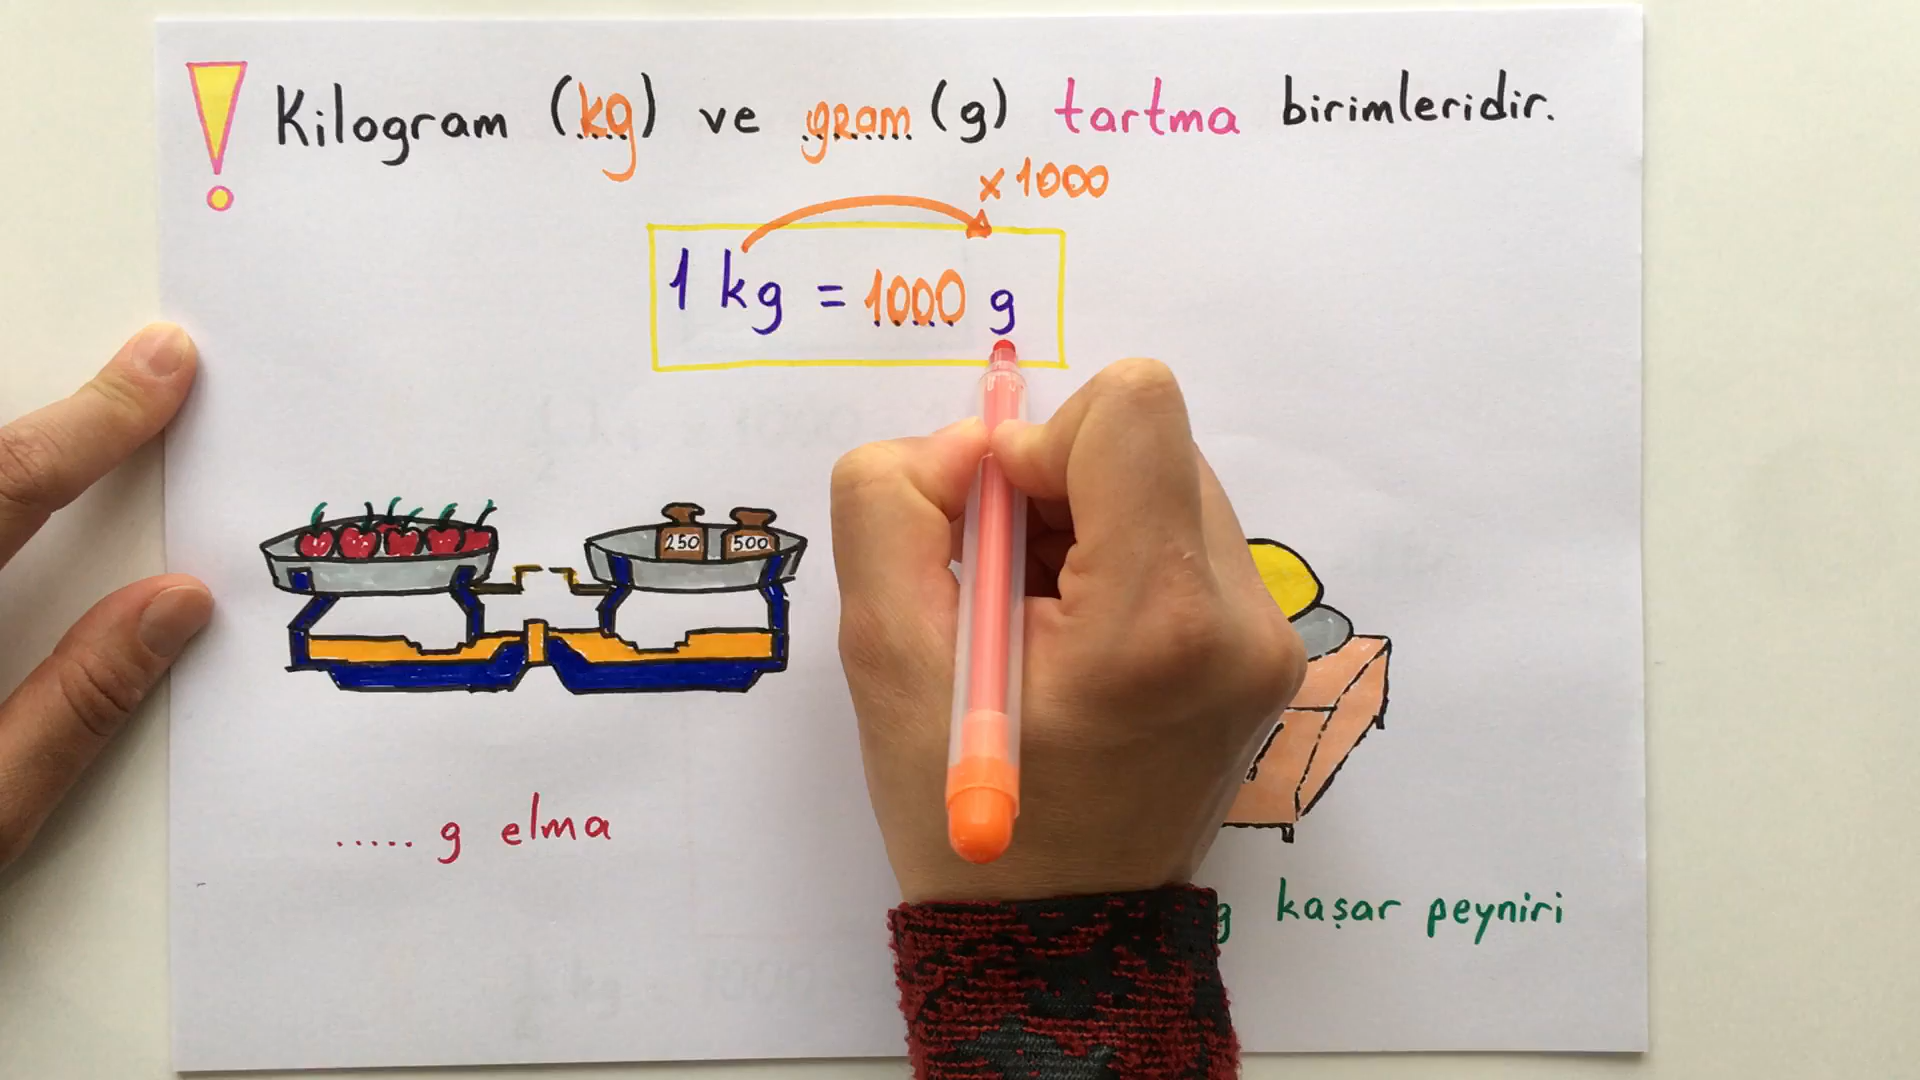 ! Kilogram (kg) ve gram (g) tartma birimleridir.
x 1000
1 kg = 1000 g
250 500
..... g elma
g kaşar peyniri